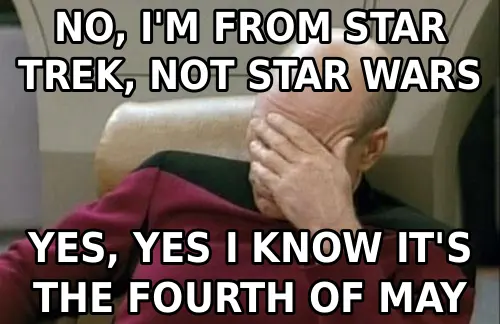 NO, I'M FROM STAR
TREK, NOT STAR WARS
YES, YES I KNOW IT'S
THE FOURTH OF MAY